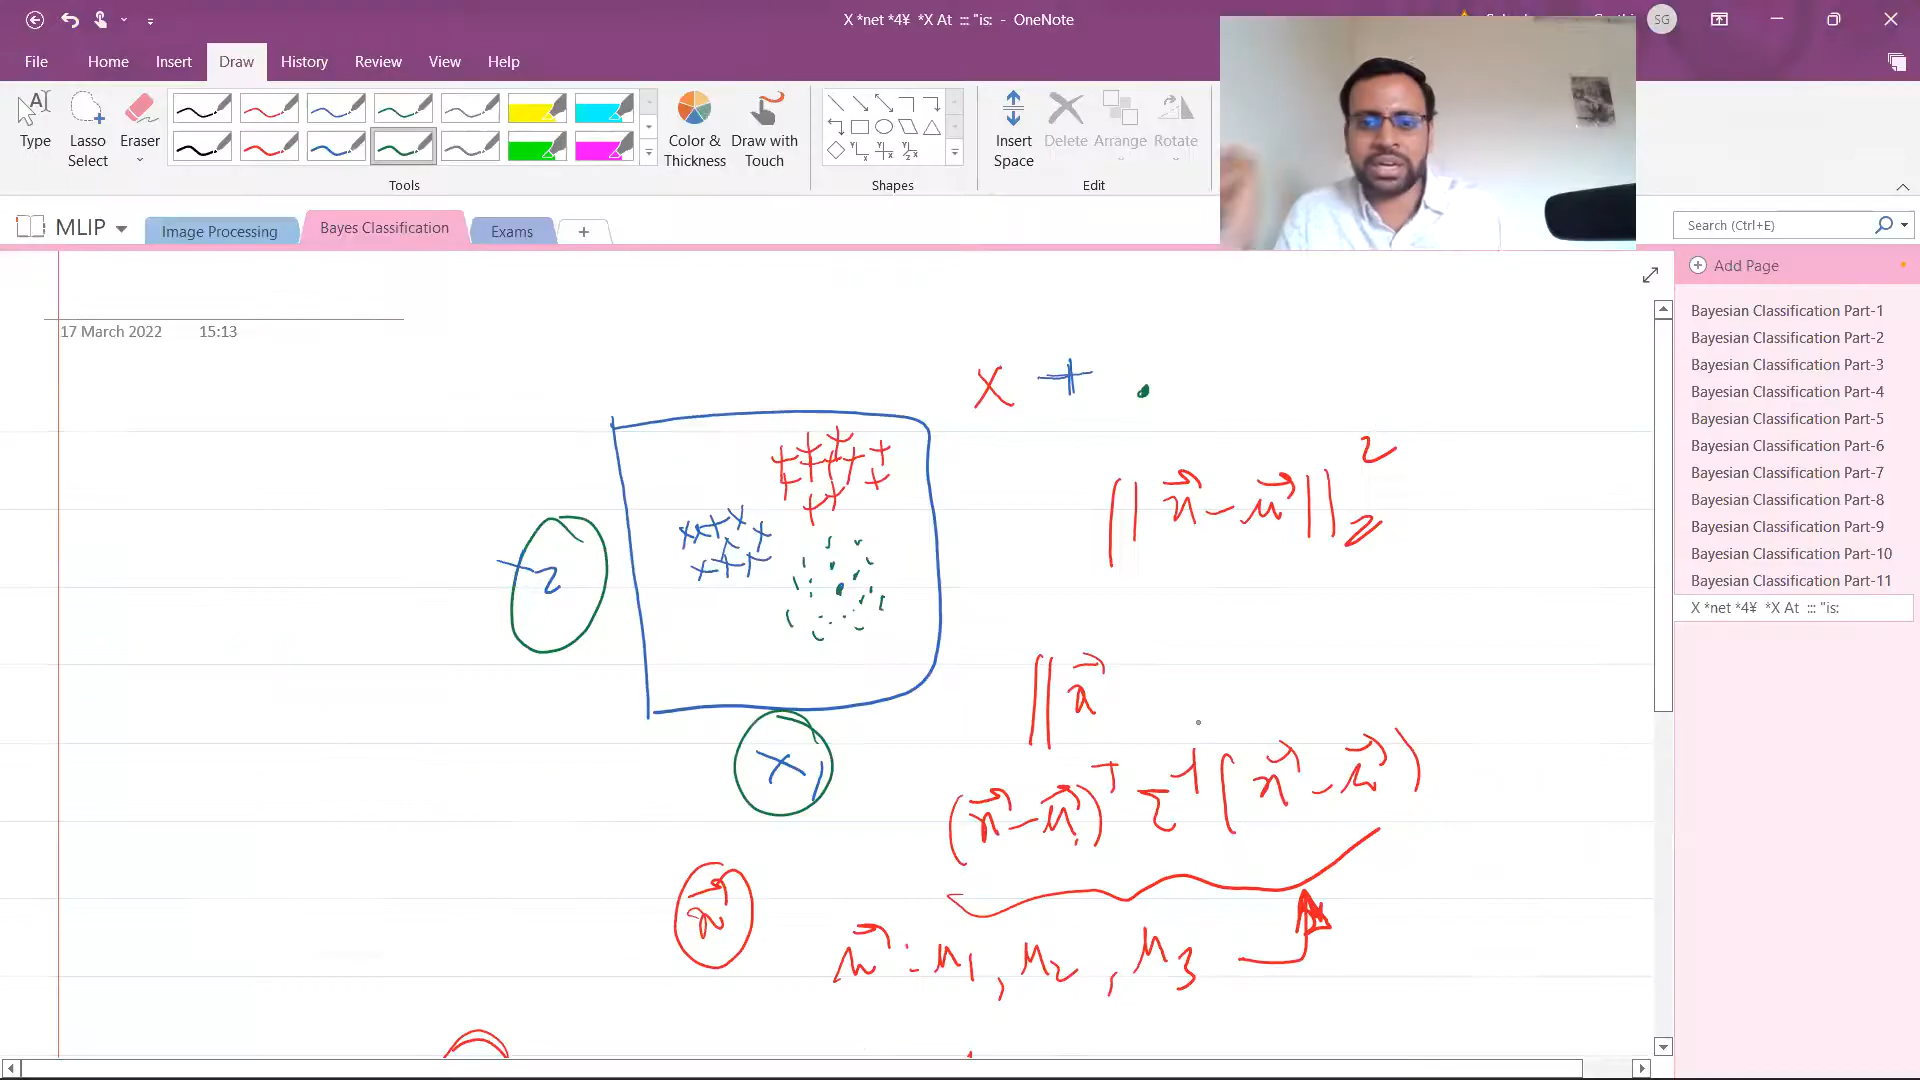 X *net *4¥ *X At ::: "is: - OneNote
SG
File Home Insert Draw History Review View Help
Type
Lasso Select
Eraser
Color & Thickness
Draw with Touch
Insert Space
Delete
Arrange
Rotate
Tools
Shapes
Edit
MLIP
Image Processing
Bayes Classification
Exams
Search (Ctrl+E)
Add Page
Bayesian Classification Part-1
Bayesian Classification Part-2
Bayesian Classification Part-3
Bayesian Classification Part-4
Bayesian Classification Part-5
Bayesian Classification Part-6
Bayesian Classification Part-7
Bayesian Classification Part-8
Bayesian Classification Part-9
Bayesian Classification Part-10
Bayesian Classification Part-11
X *net *4¥ *X At ::: "is:
17 March 2022 15:13
X + •
||x⃗ - μ⃗||₂²
x₂
||x⃗
x₁
(x⃗ - μ⃗)ᵀ Σ⁻¹ (x⃗ - μ⃗)
x⃗
μ⃗ : μ₁, μ₂, μ₃